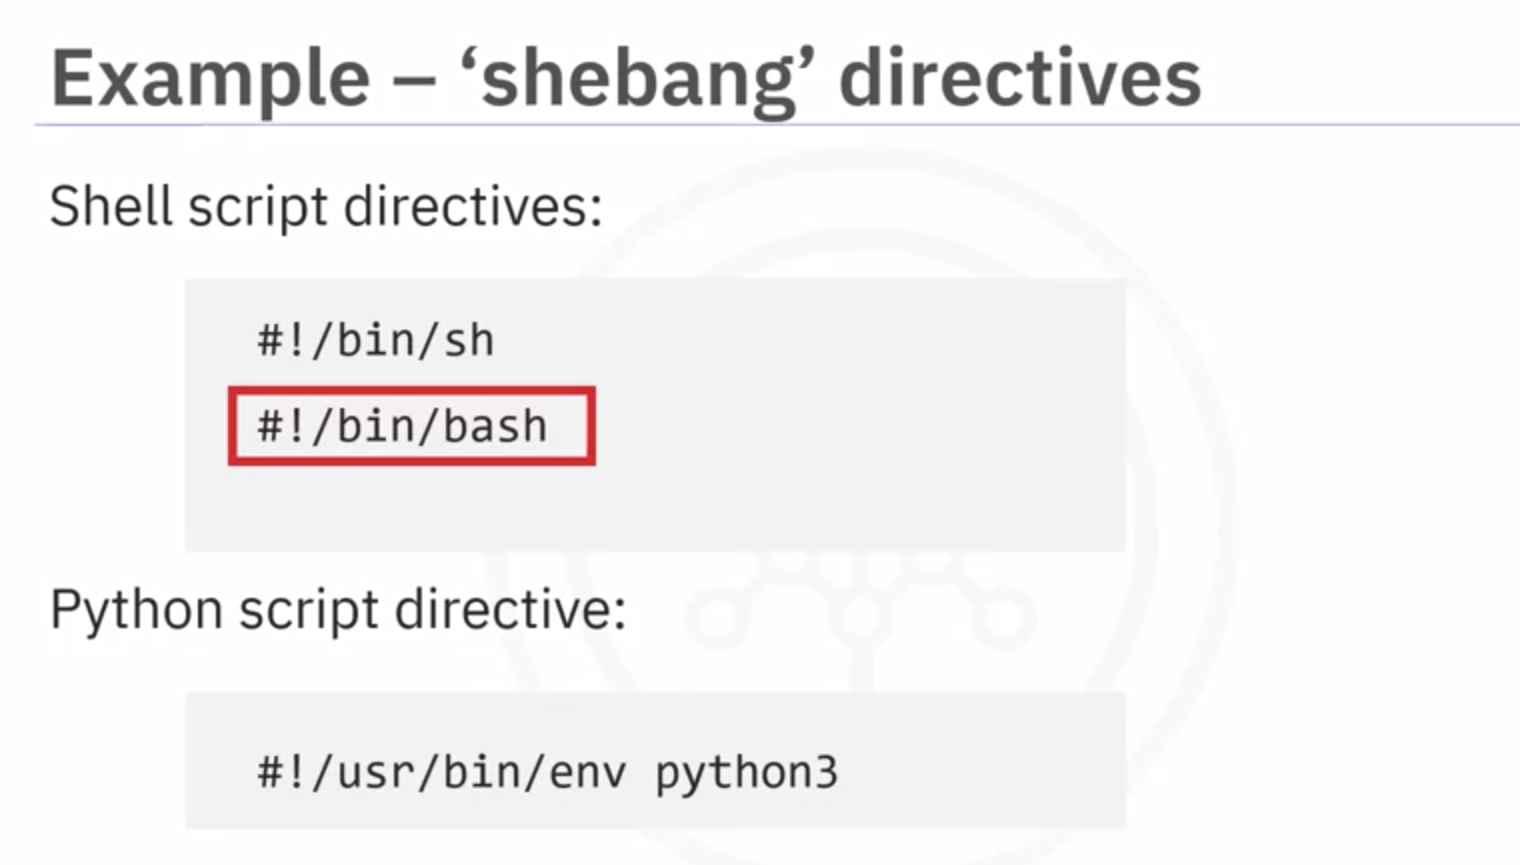 Example – ‘shebang’ directives
Shell script directives:
#!/bin/sh
#!/bin/bash
Python script directive:
#!/usr/bin/env python3